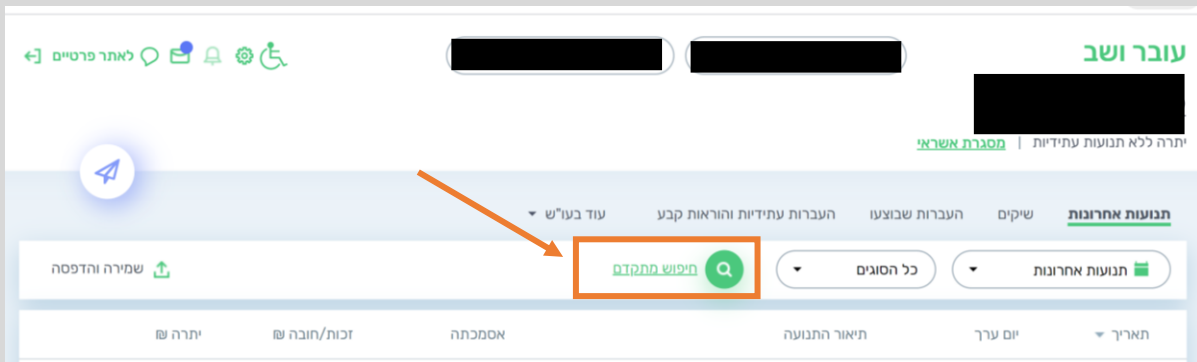 עובר ושב
לאתר פרטיים
יתרה ללא תנועות עתידיות | מסגרת אשראי
תנועות אחרונות שיקים העברות שבוצעו העברות עתידיות והוראות קבע עוד בעו"ש
תנועות אחרונות כל הסוגים חיפוש מתקדם שמירה והדפסה
תאריך יום ערך תיאור התנועה אסמכתה זכות/חובה ₪ יתרה ₪